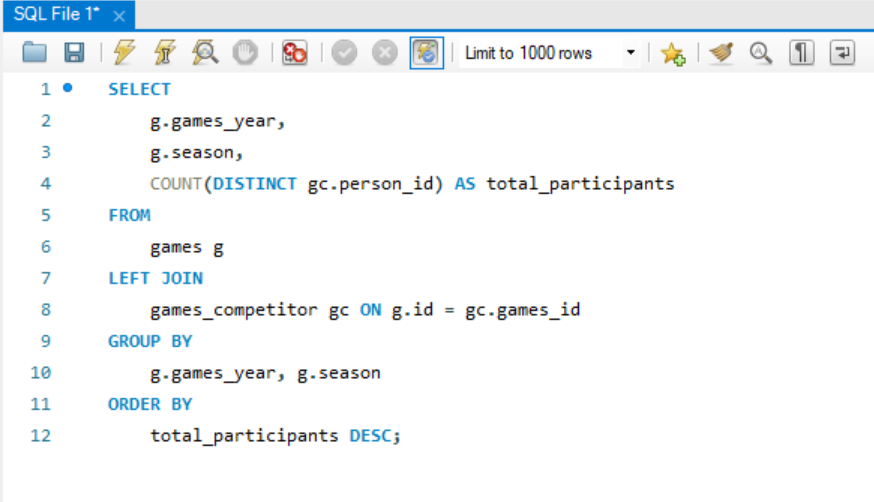 SQL File 1*
Limit to 1000 rows
1 SELECT
2 g.games_year,
3 g.season,
4 COUNT(DISTINCT gc.person_id) AS total_participants
5 FROM
6 games g
7 LEFT JOIN
8 games_competitor gc ON g.id = gc.games_id
9 GROUP BY
10 g.games_year, g.season
11 ORDER BY
12 total_participants DESC;